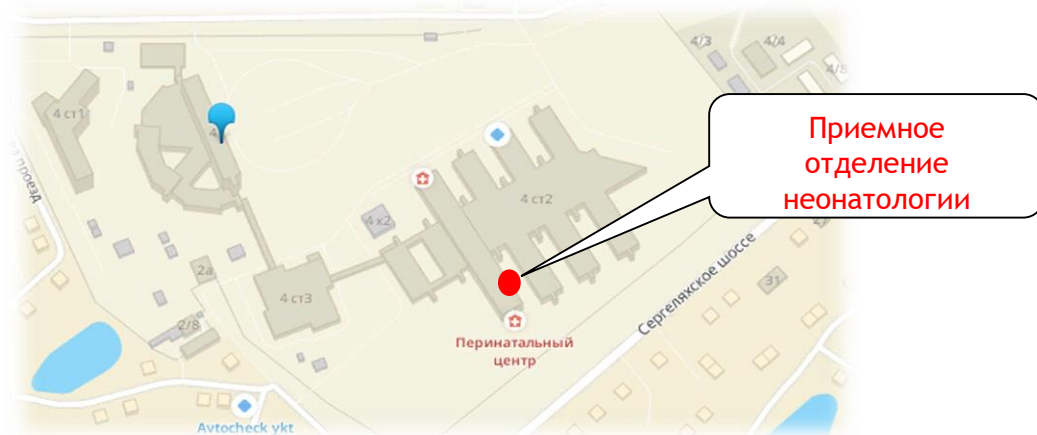 4/3
4/4
4/8
4 ст1
Приемное
отделение
неонатологии
4 ст2
4 к2
проезд
2а
4 ст3
31
Сергеляхское шоссе
2/8
Перинатальный
центр
Avtocheck ykt